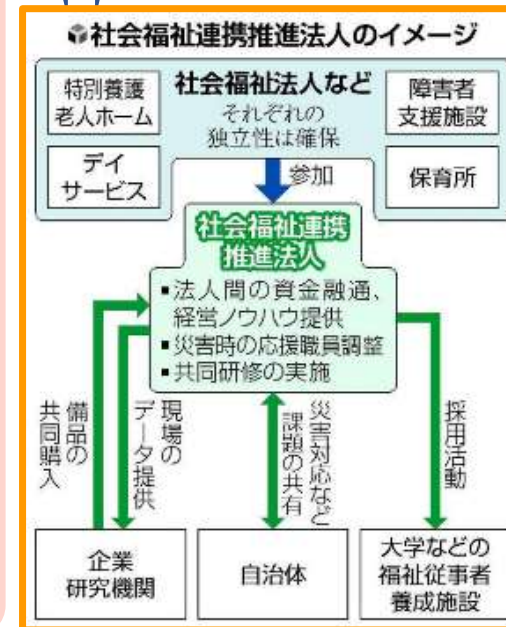 社会福祉連携推進法人のイメージ
特別養護
老人ホーム
デイ
サービス
社会福祉法人など
それぞれの
独立性は確保
障害者
支援施設
保育所
参加
社会福祉連携
推進法人
▪法人間の資金融通、
経営ノウハウ提供
▪災害時の応援職員調整
▪共同研修の実施
備品の
共同購入
現場の
データ提供
災害対応など
課題の共有
採用活動
企業
研究機関
自治体
大学などの
福祉従事者
養成施設